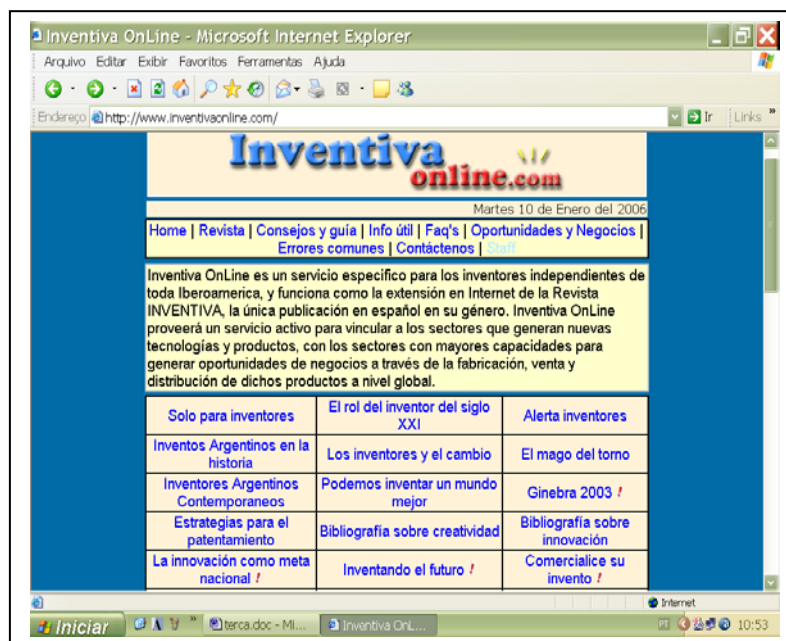 Inventiva OnLine - Microsoft Internet Explorer
Arquivo Editar Exibir Favoritos Ferramentas Ajuda
Endereço http://www.inventivaonline.com/ Ir Links »
Inventiva
online.com
Martes 10 de Enero del 2006
Home | Revista | Consejos y guía | Info útil | Faq's | Oportunidades y Negocios |
Errores comunes | Contáctenos | Staff
Inventiva OnLine es un servicio especifico para los inventores independientes de
toda Iberoamerica, y funciona como la extensión en Internet de la Revista
INVENTIVA, la única publicación en español en su género. Inventiva OnLine
proveerá un servicio activo para vincular a los sectores que generan nuevas
tecnologías y productos, con los sectores con mayores capacidades para
generar oportunidades de negocios a través de la fabricación, venta y
distribución de dichos productos a nivel global.
Solo para inventores
El rol del inventor del siglo
XXI
Alerta inventores
Inventos Argentinos en la
historia
Los inventores y el cambio
El mago del torno
Inventores Argentinos
Contemporaneos
Podemos inventar un mundo
mejor
Ginebra 2003 !
Estrategias para el
patentamiento
Bibliografía sobre creatividad
Bibliografía sobre
innovación
La innovación como meta
nacional !
Inventando el futuro !
Comercialice su
invento !
Internet
Iniciar » terca.doc - Mi... Inventiva OnL... PT 10:53